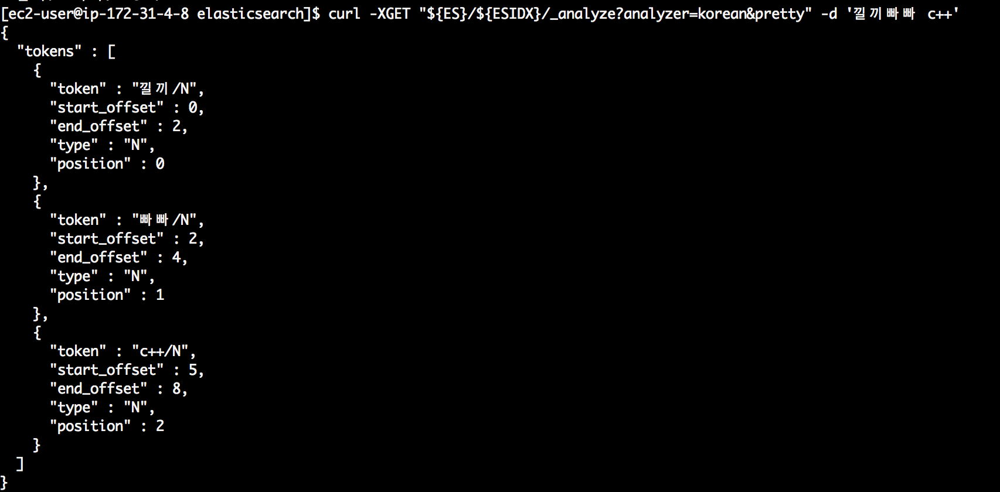 [ec2-user@ip-172-31-4-8 elasticsearch]$ curl -XGET "${ES}/${ESIDX}/_analyze?analyzer=korean&pretty" -d '낄끼빠빠 c++'
{
  "tokens" : [
    {
      "token" : "낄끼/N",
      "start_offset" : 0,
      "end_offset" : 2,
      "type" : "N",
      "position" : 0
    },
    {
      "token" : "빠빠/N",
      "start_offset" : 2,
      "end_offset" : 4,
      "type" : "N",
      "position" : 1
    },
    {
      "token" : "c++/N",
      "start_offset" : 5,
      "end_offset" : 8,
      "type" : "N",
      "position" : 2
    }
  ]
}